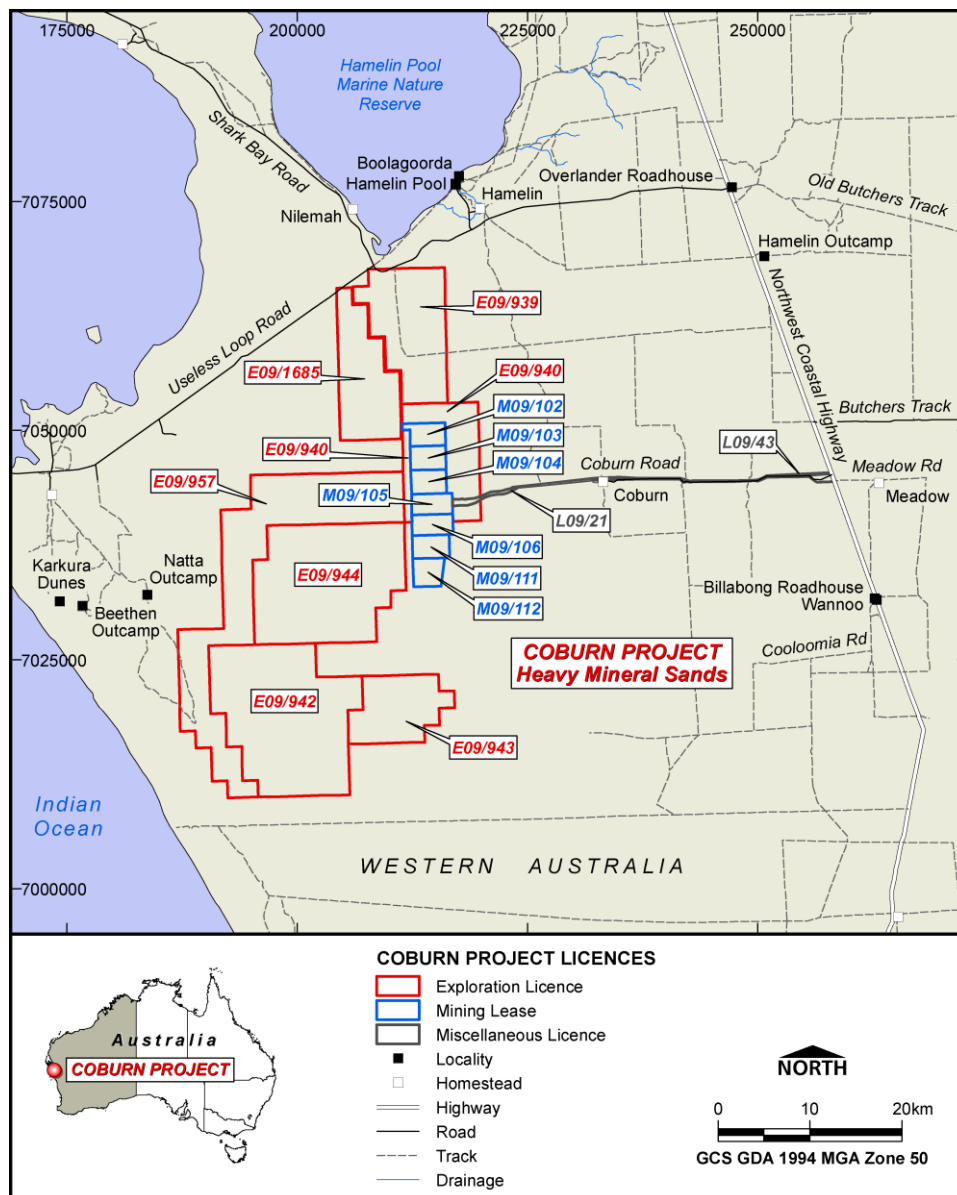 175000
200000
225000
250000
Hamelin Pool
Marine Nature
Reserve
Shark Bay Road
Boolagoorda
Hamelin Pool
Hamelin
Overlander Roadhouse
Old Butchers Track
7075000
Nilemah
Hamelin Outcamp
Northwest Coastal Highway
E09/939
Useless Loop Road
E09/1685
E09/940
M09/102
Butchers Track
7050000
M09/103
E09/940
M09/104
Coburn Road
L09/43
Meadow Rd
E09/957
M09/105
Coburn
Meadow
L09/21
M09/106
Natta
Outcamp
Karkura
Dunes
E09/944
M09/111
Billabong Roadhouse
Wannoo
M09/112
Beethen
Outcamp
Cooloomia Rd
7025000
COBURN PROJECT
Heavy Mineral Sands
E09/942
E09/943
Indian
Ocean
WESTERN AUSTRALIA
7000000
COBURN PROJECT LICENCES
Exploration Licence
Mining Lease
Miscellaneous Licence
Locality
Homestead
Highway
Road
Track
Drainage
Australia
COBURN PROJECT
NORTH
0 10 20km
GCS GDA 1994 MGA Zone 50